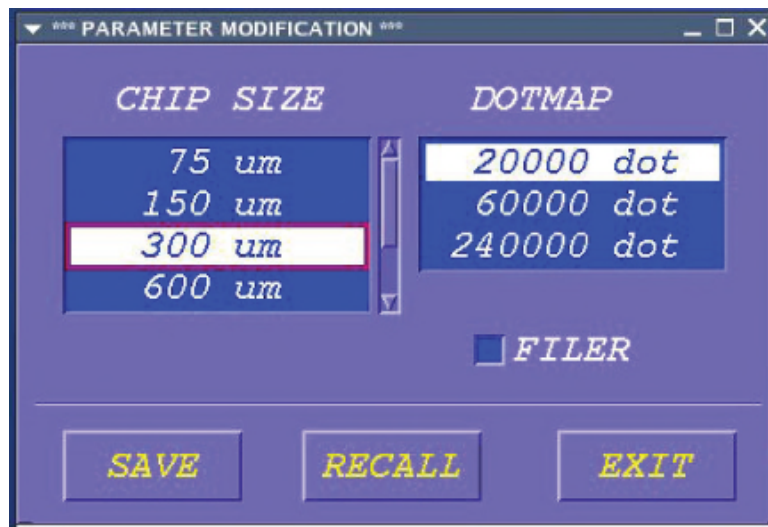 *** PARAMETER MODIFICATION ***
CHIP SIZE
75 um
150 um
300 um
600 um
DOTMAP
20000 dot
60000 dot
240000 dot
FILER
SAVE
RECALL
EXIT